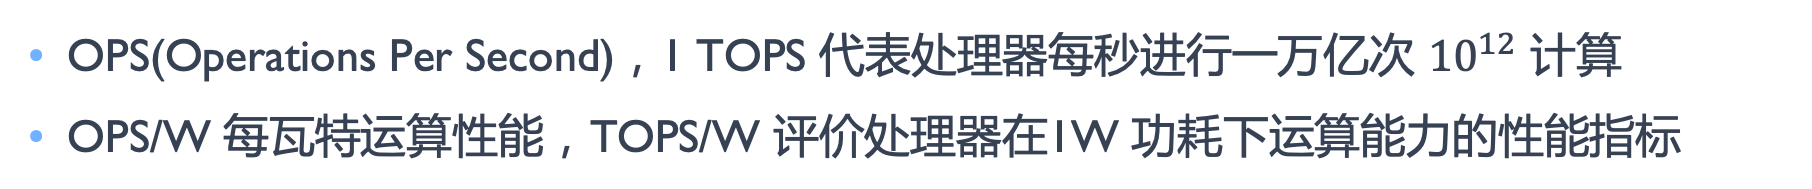 • OPS(Operations Per Second)，1 TOPS 代表处理器每秒进行一万亿次 10¹² 计算
• OPS/W 每瓦特运算性能，TOPS/W 评价处理器在1W 功耗下运算能力的性能指标